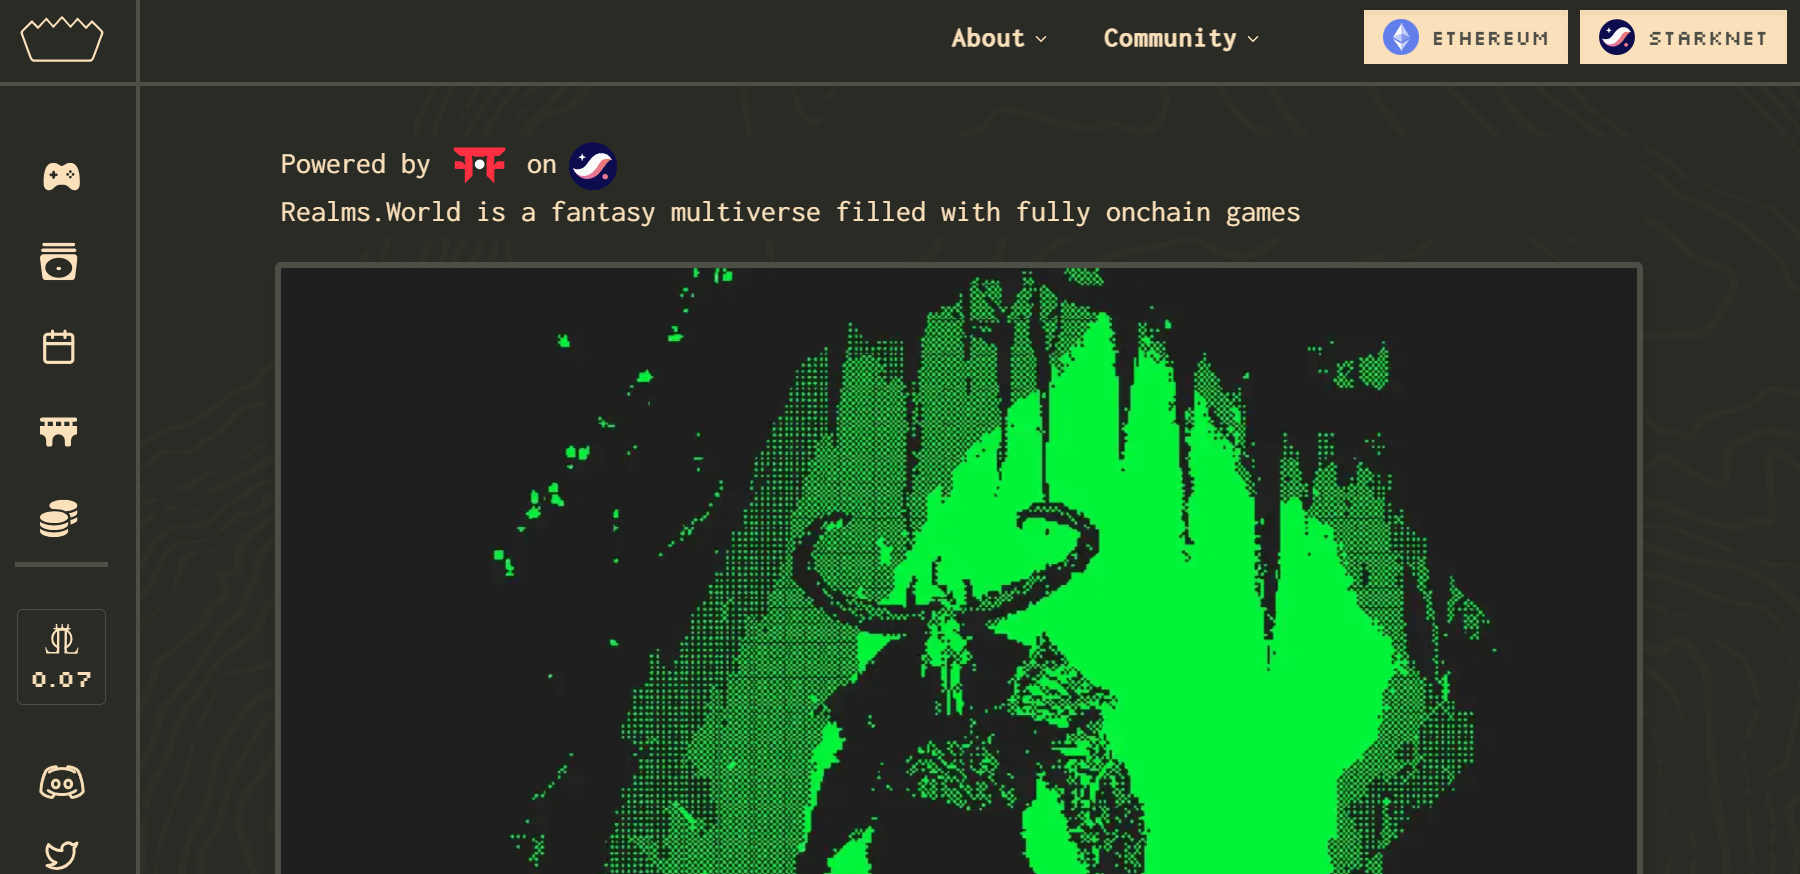 About
Community
ETHEREUM
STARKNET
Powered by on
Realms.World is a fantasy multiverse filled with fully onchain games
0.07